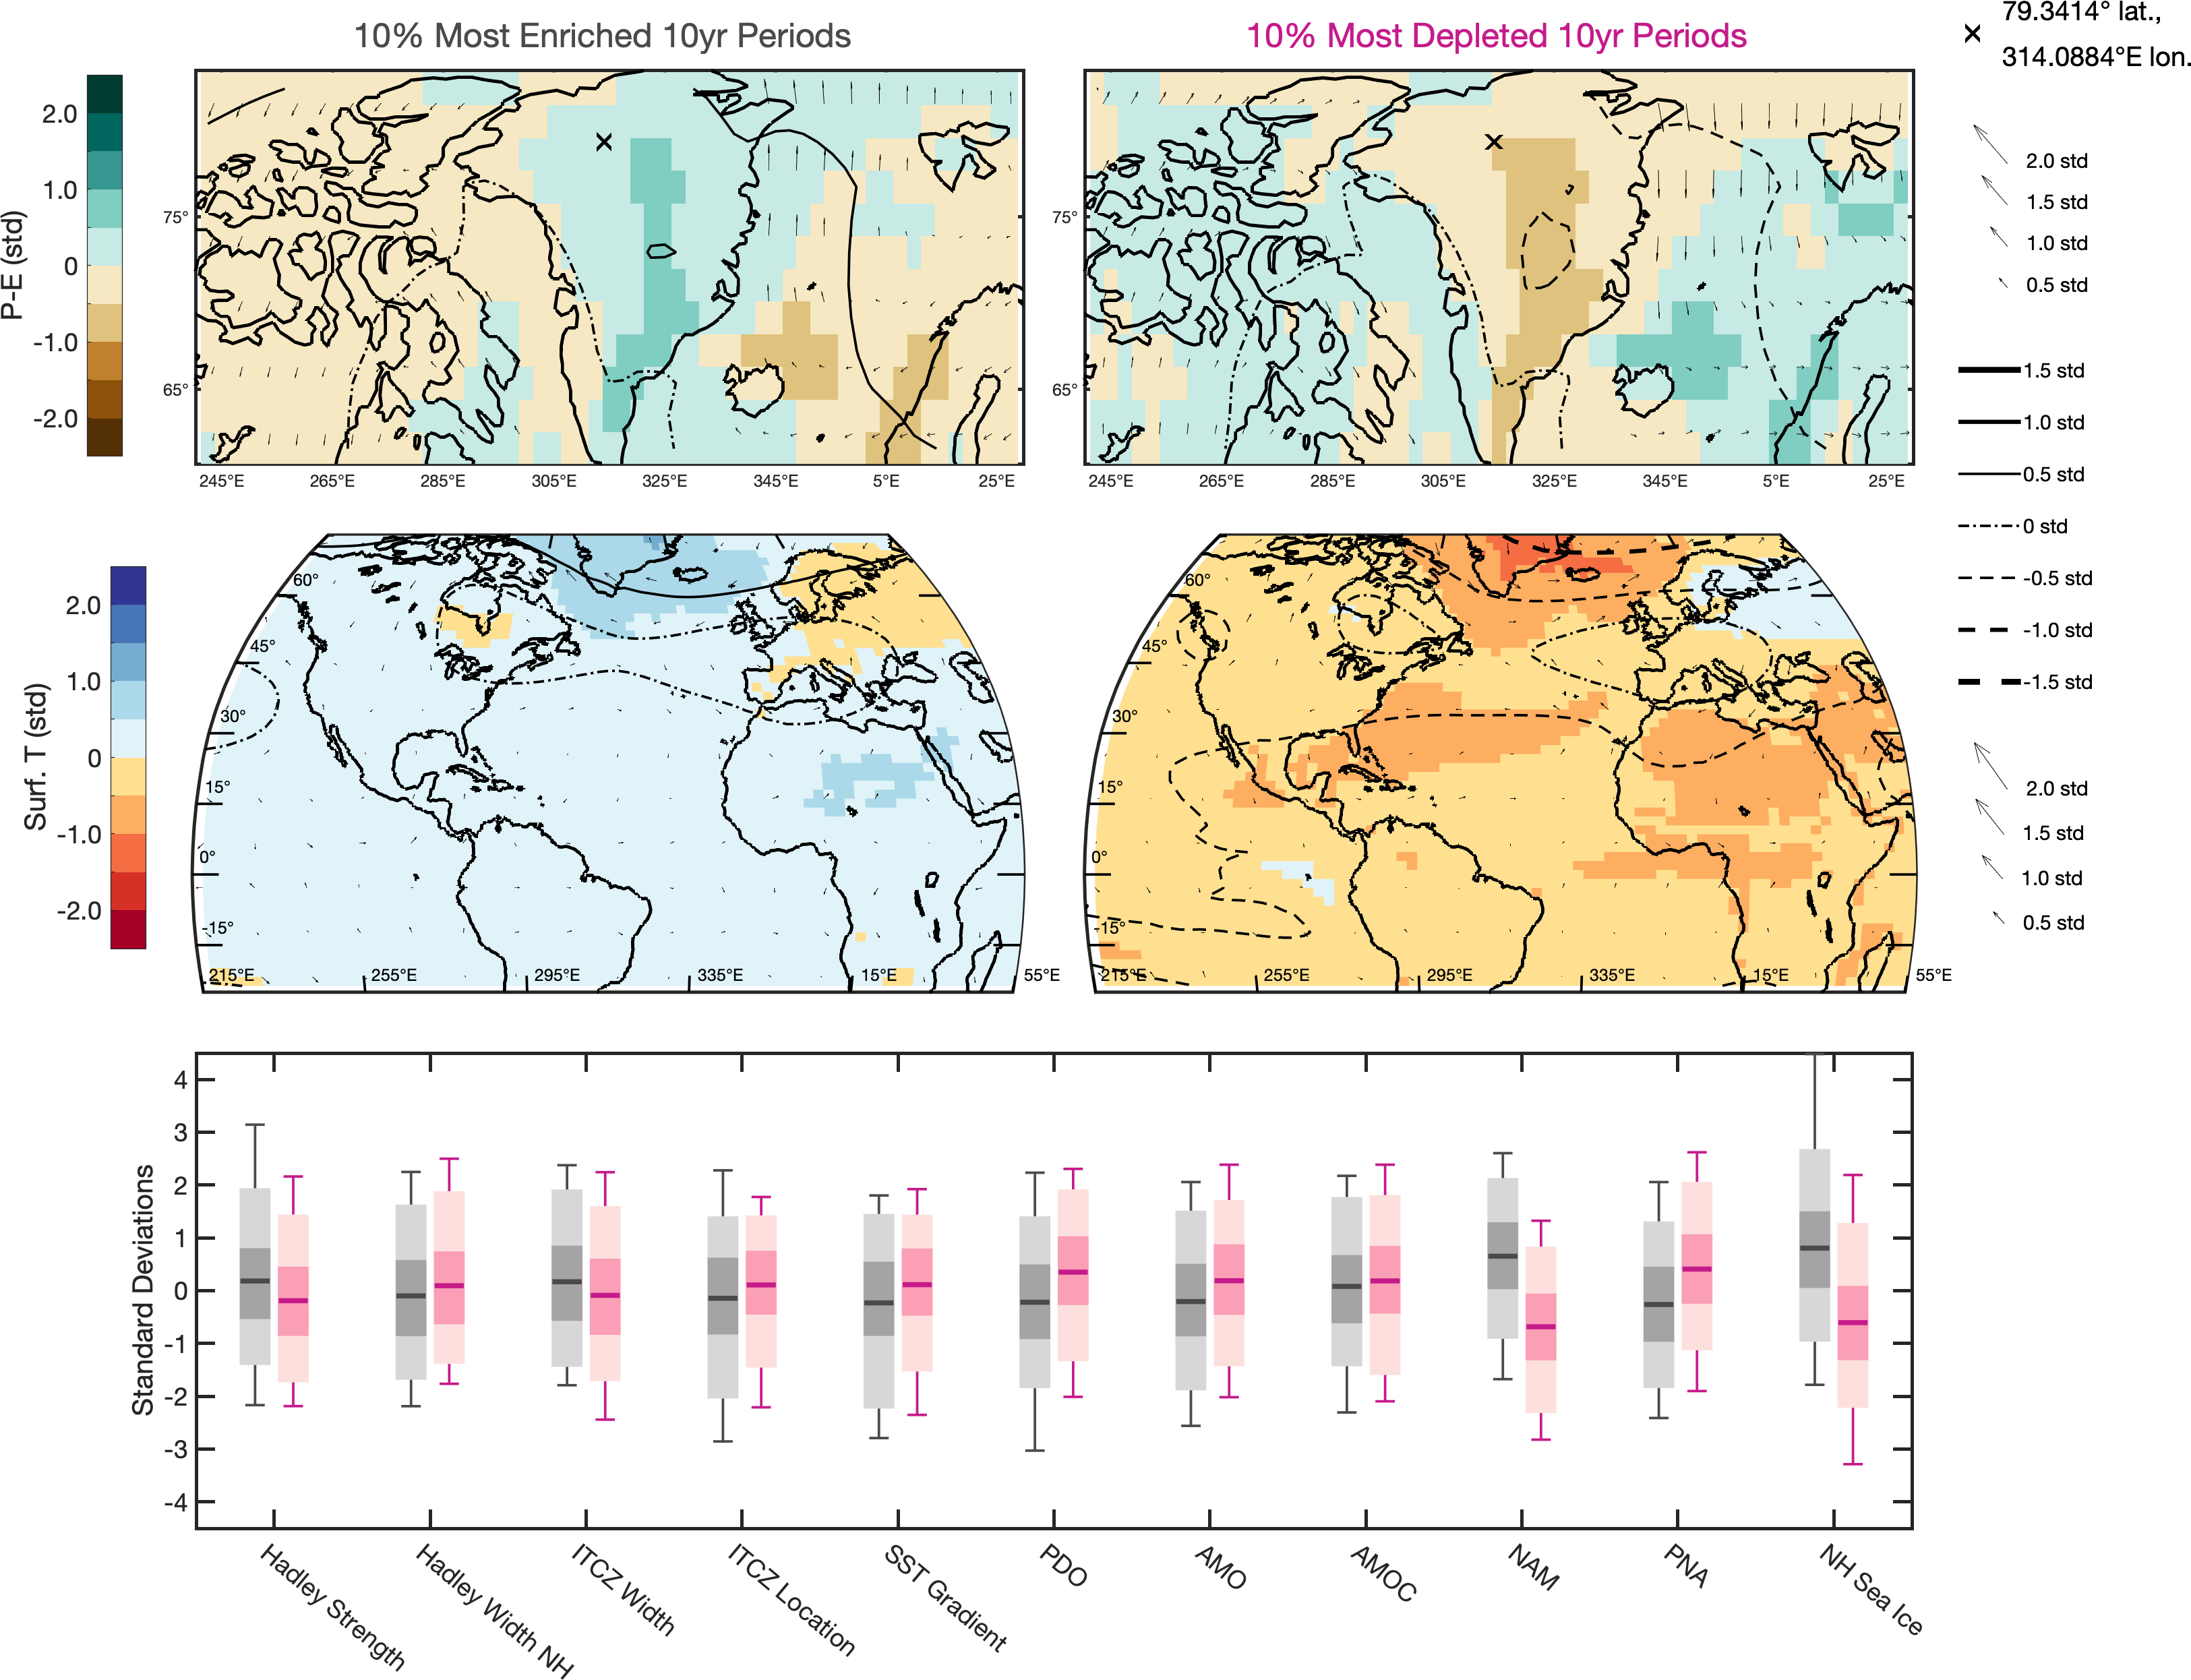 10% Most Enriched 10yr Periods
10% Most Depleted 10yr Periods
79.3414° lat.,
314.0884°E lon.
P-E (std)
2.0
1.0
0
-1.0
-2.0
75°
65°
245°E 265°E 285°E 305°E 325°E 345°E 5°E 25°E
75°
65°
245°E 265°E 285°E 305°E 325°E 345°E 5°E 25°E
2.0 std
1.5 std
1.0 std
0.5 std
1.5 std
1.0 std
0.5 std
0 std
-0.5 std
-1.0 std
-1.5 std
Surf. T (std)
2.0
1.0
0
-1.0
-2.0
60°
45°
30°
15°
0°
-15°
215°E 255°E 295°E 335°E 15°E 55°E
60°
45°
30°
15°
0°
-15°
215°E 255°E 295°E 335°E 15°E 55°E
2.0 std
1.5 std
1.0 std
0.5 std
Standard Deviations
4
3
2
1
0
-1
-2
-3
-4
Hadley Strength
Hadley Width NH
ITCZ Width
ITCZ Location
SST Gradient
PDO
AMO
AMOC
NAM
PNA
NH Sea Ice